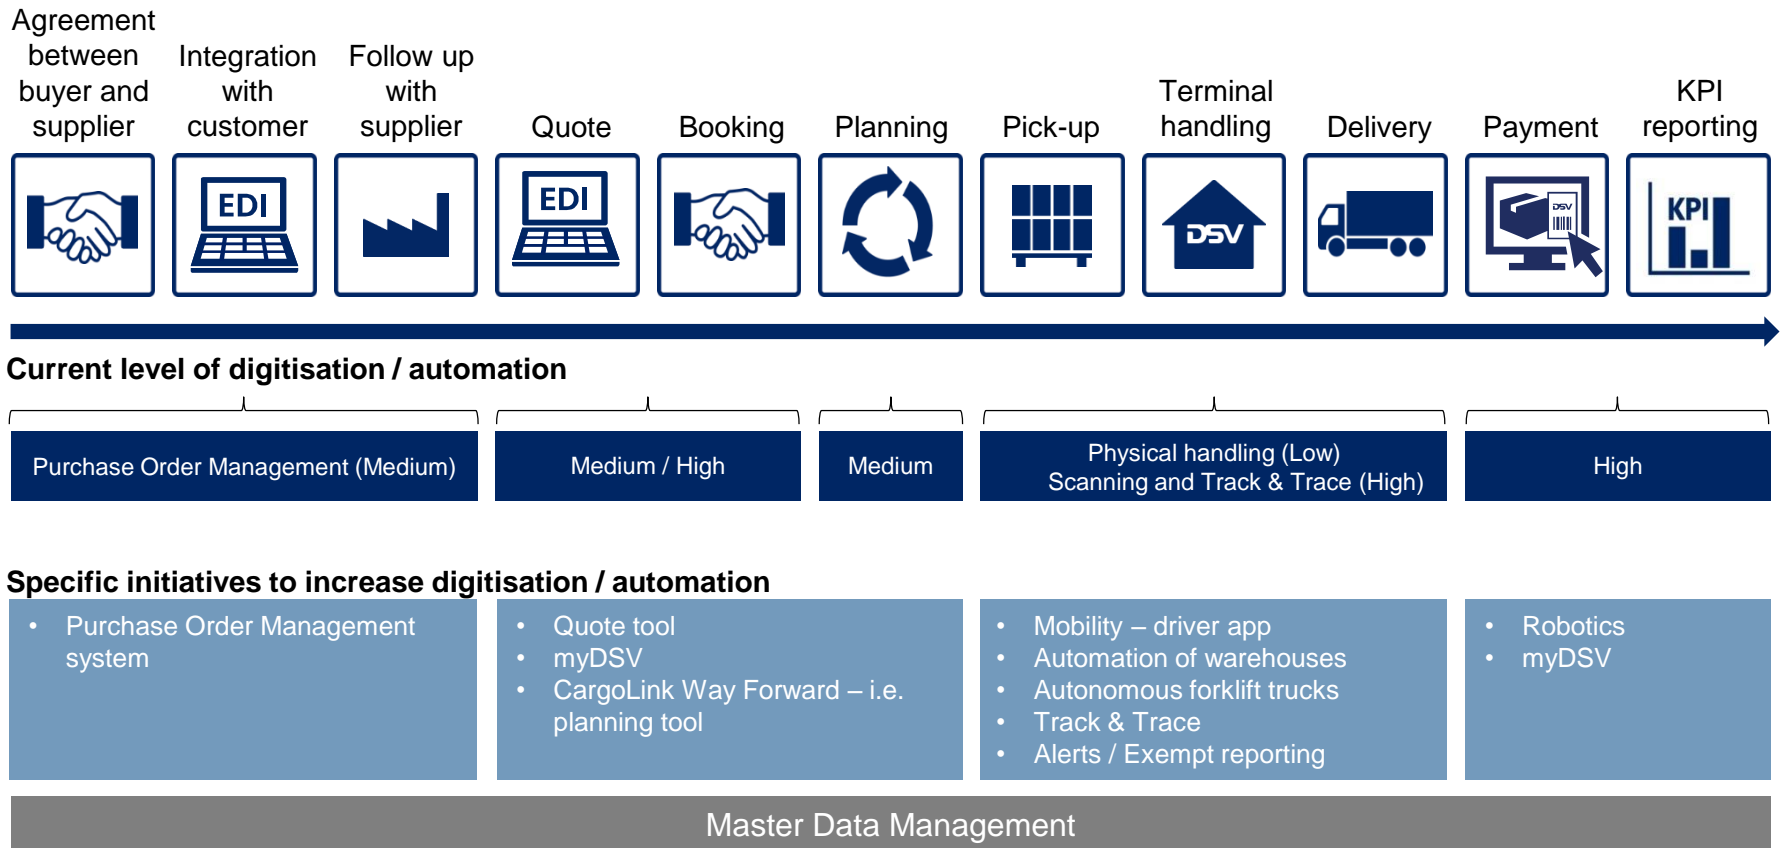 Agreement
between
buyer and
supplier
Integration
with
customer
Follow up
with
supplier
Quote
Booking
Planning
Pick-up
Terminal
handling
Delivery
Payment
KPI
reporting
EDI
EDI
DSV
DSV
KPI
Current level of digitisation / automation
Purchase Order Management (Medium)
Medium / High
Medium
Physical handling (Low)
Scanning and Track & Trace (High)
High
Specific initiatives to increase digitisation / automation
• Purchase Order Management
system
• Quote tool
• myDSV
• CargoLink Way Forward – i.e.
planning tool
• Mobility – driver app
• Automation of warehouses
• Autonomous forklift trucks
• Track & Trace
• Alerts / Exempt reporting
• Robotics
• myDSV
Master Data Management